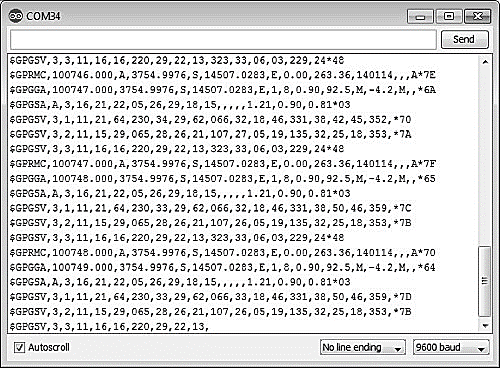 COM34
Send
$GPGSV,3,3,11,16,16,220,29,22,13,323,33,06,03,229,24*48
$GPRMC,100746.000,A,3754.9976,S,14507.0283,E,0.00,263.36,140114,,,A*7E
$GPGGA,100747.000,3754.9976,S,14507.0283,E,1,8,0.90,92.5,M,-4.2,M,,*6A
$GPGSA,A,3,16,21,22,05,26,29,18,15,,,,,1.21,0.90,0.81*03
$GPGSV,3,1,11,21,64,230,34,29,62,066,32,18,46,331,38,42,45,352,*70
$GPGSV,3,2,11,15,29,065,28,26,21,107,27,05,19,135,32,25,18,353,*7A
$GPGSV,3,3,11,16,16,220,29,22,13,323,33,06,03,229,24*48
$GPRMC,100747.000,A,3754.9976,S,14507.0283,E,0.00,263.36,140114,,,A*7F
$GPGGA,100748.000,3754.9976,S,14507.0283,E,1,8,0.90,92.5,M,-4.2,M,,*65
$GPGSA,A,3,16,21,22,05,26,29,18,15,,,,,1.21,0.90,0.81*03
$GPGSV,3,1,11,21,64,230,33,29,62,066,32,18,46,331,38,50,46,359,*7C
$GPGSV,3,2,11,15,29,065,28,26,21,107,26,05,19,135,32,25,18,353,*7B
$GPGSV,3,3,11,16,16,220,29,22,13,323,33,06,03,229,24*48
$GPRMC,100748.000,A,3754.9976,S,14507.0283,E,0.00,263.36,140114,,,A*70
$GPGGA,100749.000,3754.9976,S,14507.0283,E,1,8,0.90,92.5,M,-4.2,M,,*64
$GPGSA,A,3,16,21,22,05,26,29,18,15,,,,,1.21,0.90,0.81*03
$GPGSV,3,1,11,21,64,230,33,29,62,066,33,18,46,331,38,50,46,359,*7D
$GPGSV,3,2,11,15,29,065,28,26,21,107,26,05,19,135,32,25,18,353,*7B
$GPGSV,3,3,11,16,16,220,29,22,13,
Autoscroll
No line ending
9600 baud